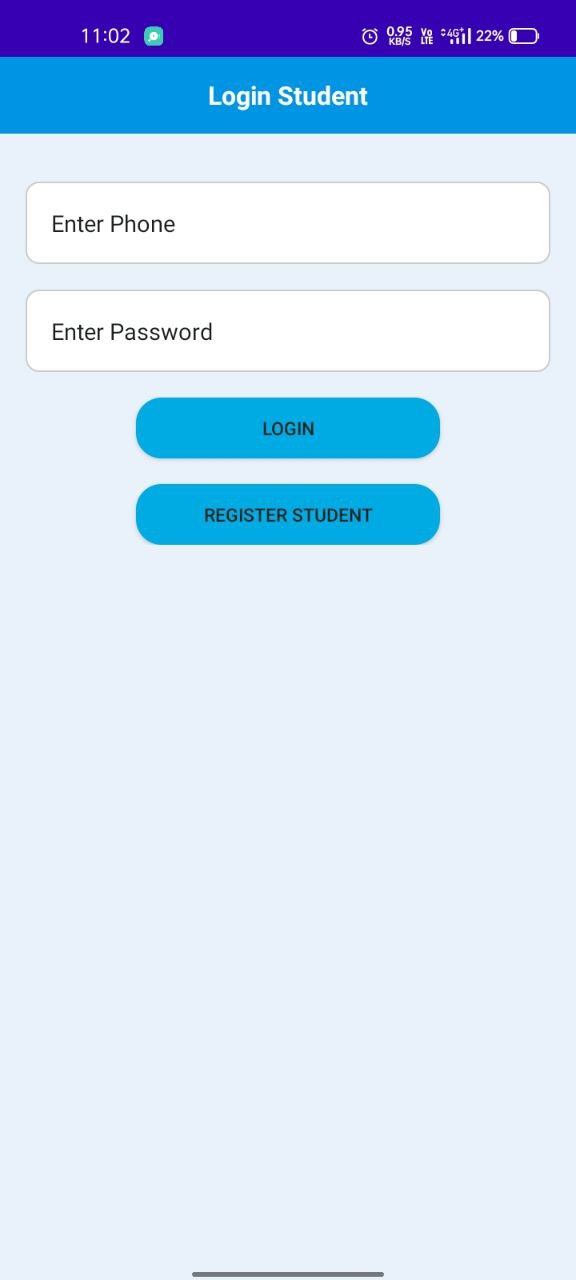 11:02 0.95 KB/S Vo LTE 4G+ 22%
Login Student
Enter Phone
Enter Password
LOGIN
REGISTER STUDENT